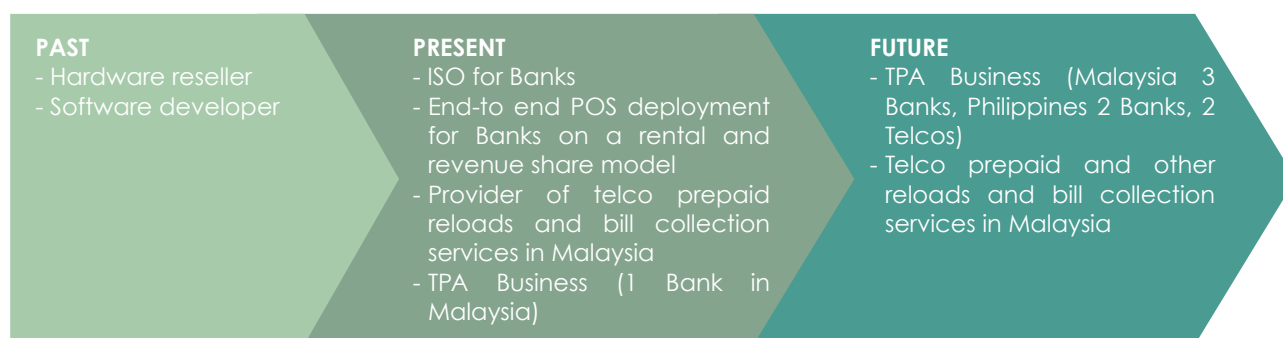 PAST
- Hardware reseller
- Software developer
PRESENT
- ISO for Banks
- End-to end POS deployment
for Banks on a rental and
revenue share model
- Provider of telco prepaid
reloads and bill collection
services in Malaysia
- TPA Business (1 Bank in
Malaysia)
FUTURE
- TPA Business (Malaysia 3
Banks, Philippines 2 Banks, 2
Telcos)
- Telco prepaid and other
reloads and bill collection
services in Malaysia